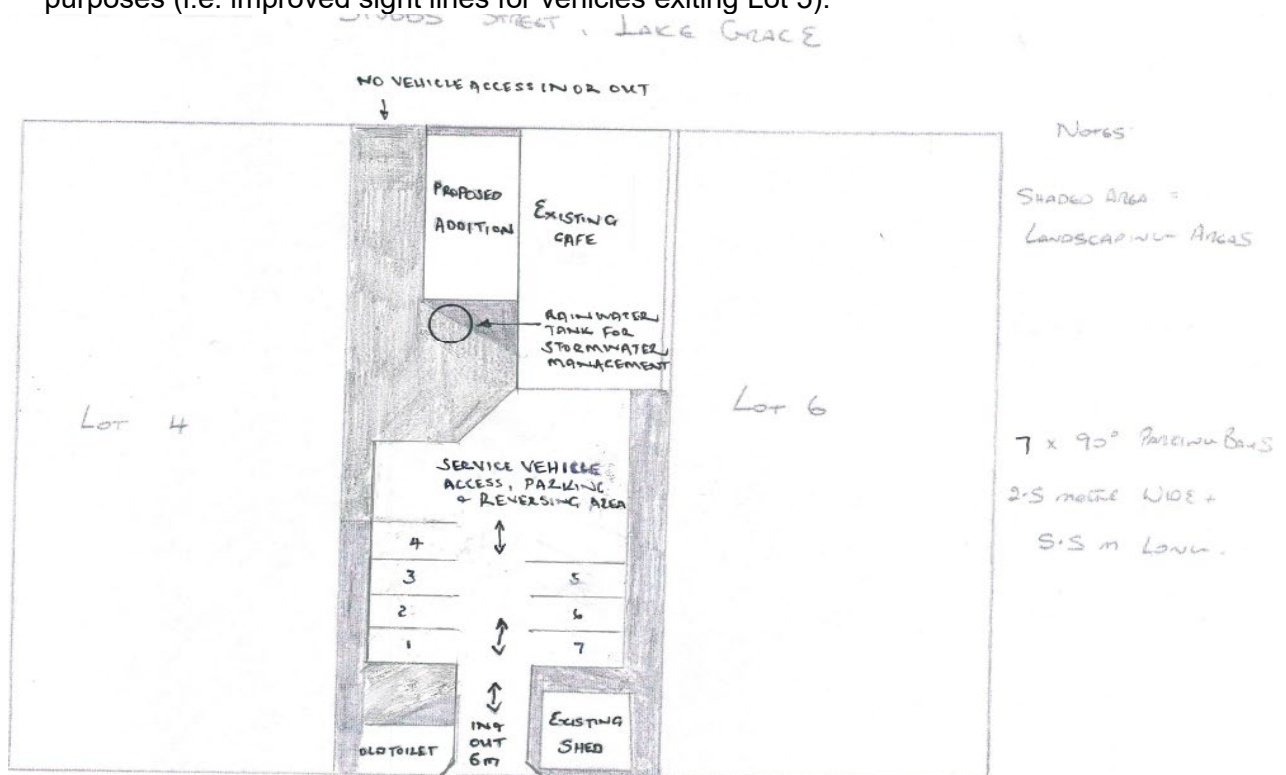 purposes (i.e. improved sight lines for vehicles exiting Lot 5).
STUBBS STREET, LAKE GRACE
NO VEHICLE ACCESS IN OR OUT
NOTES
PROPOSED
ADDITION
EXISTING
CAFE
SHADED AREA =
LANDSCAPING AREAS
RAINWATER
TANK FOR
STORMWATER
MANAGEMENT
LOT 4
LOT 6
7 x 90° PARKING BAYS
2.5 metre WIDE +
5.5 m LONG.
SERVICE VEHICLE
ACCESS, PARKING
& REVERSING AREA
4
3
2
1
5
6
7
IN &
OUT
6m
OLD TOILET
EXISTING
SHED